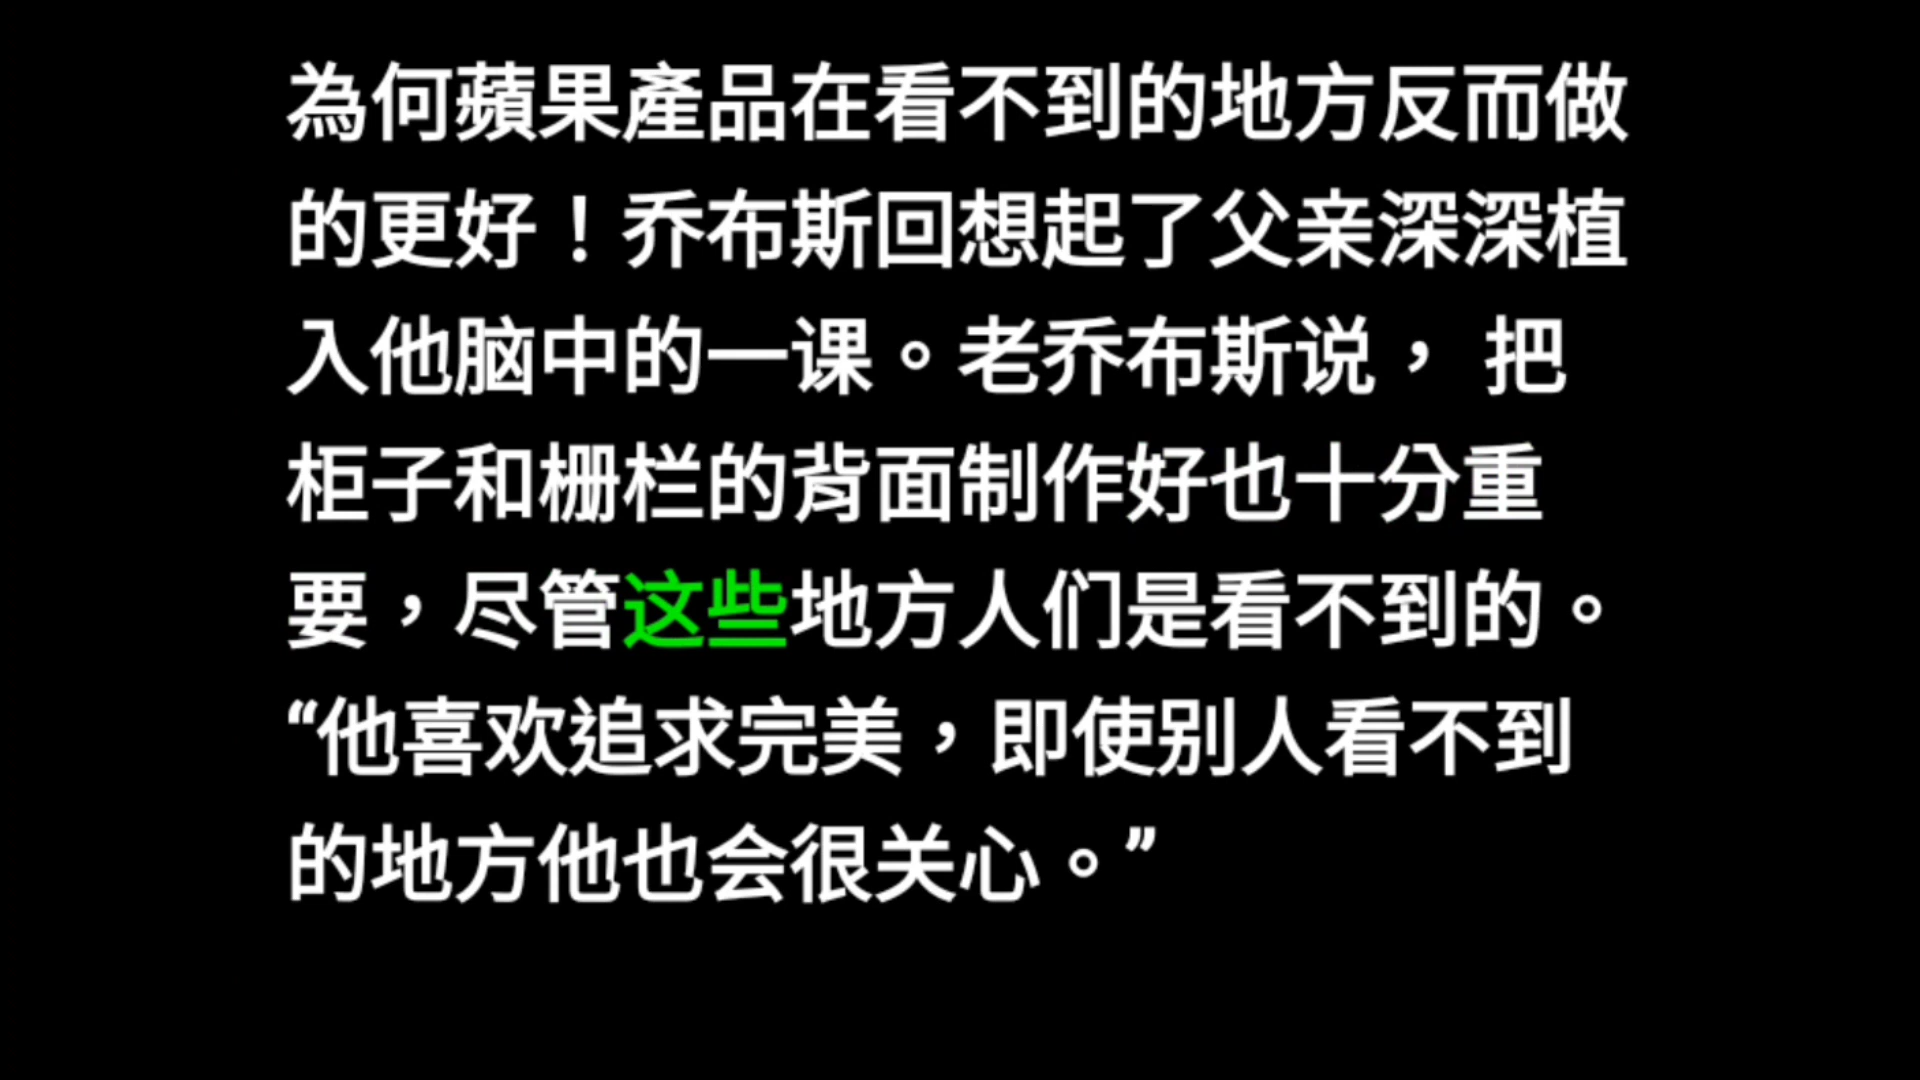 為何蘋果產品在看不到的地方反而做
的更好！乔布斯回想起了父亲深深植
入他脑中的一课。老乔布斯说， 把
柜子和栅栏的背面制作好也十分重
要，尽管这些地方人们是看不到的。
“他喜欢追求完美，即使别人看不到
的地方他也会很关心。”